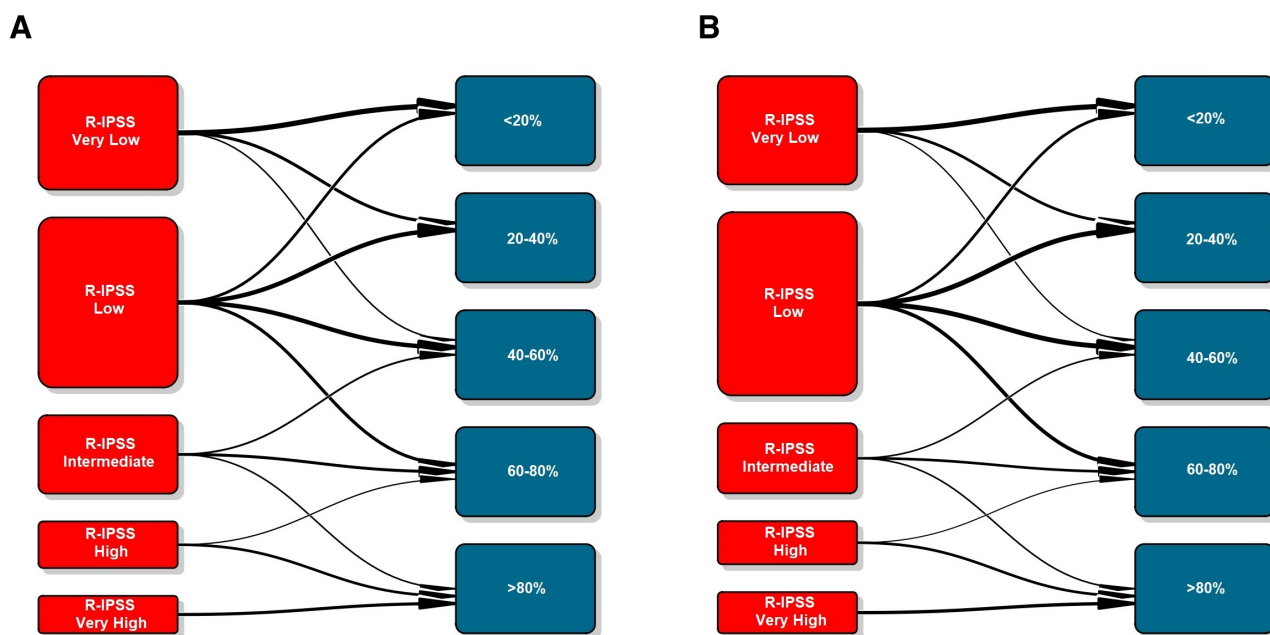 A
R-IPSS
Very Low
R-IPSS
Low
R-IPSS
Intermediate
R-IPSS
High
R-IPSS
Very High
<20%
20-40%
40-60%
60-80%
>80%
B
R-IPSS
Very Low
R-IPSS
Low
R-IPSS
Intermediate
R-IPSS
High
R-IPSS
Very High
<20%
20-40%
40-60%
60-80%
>80%